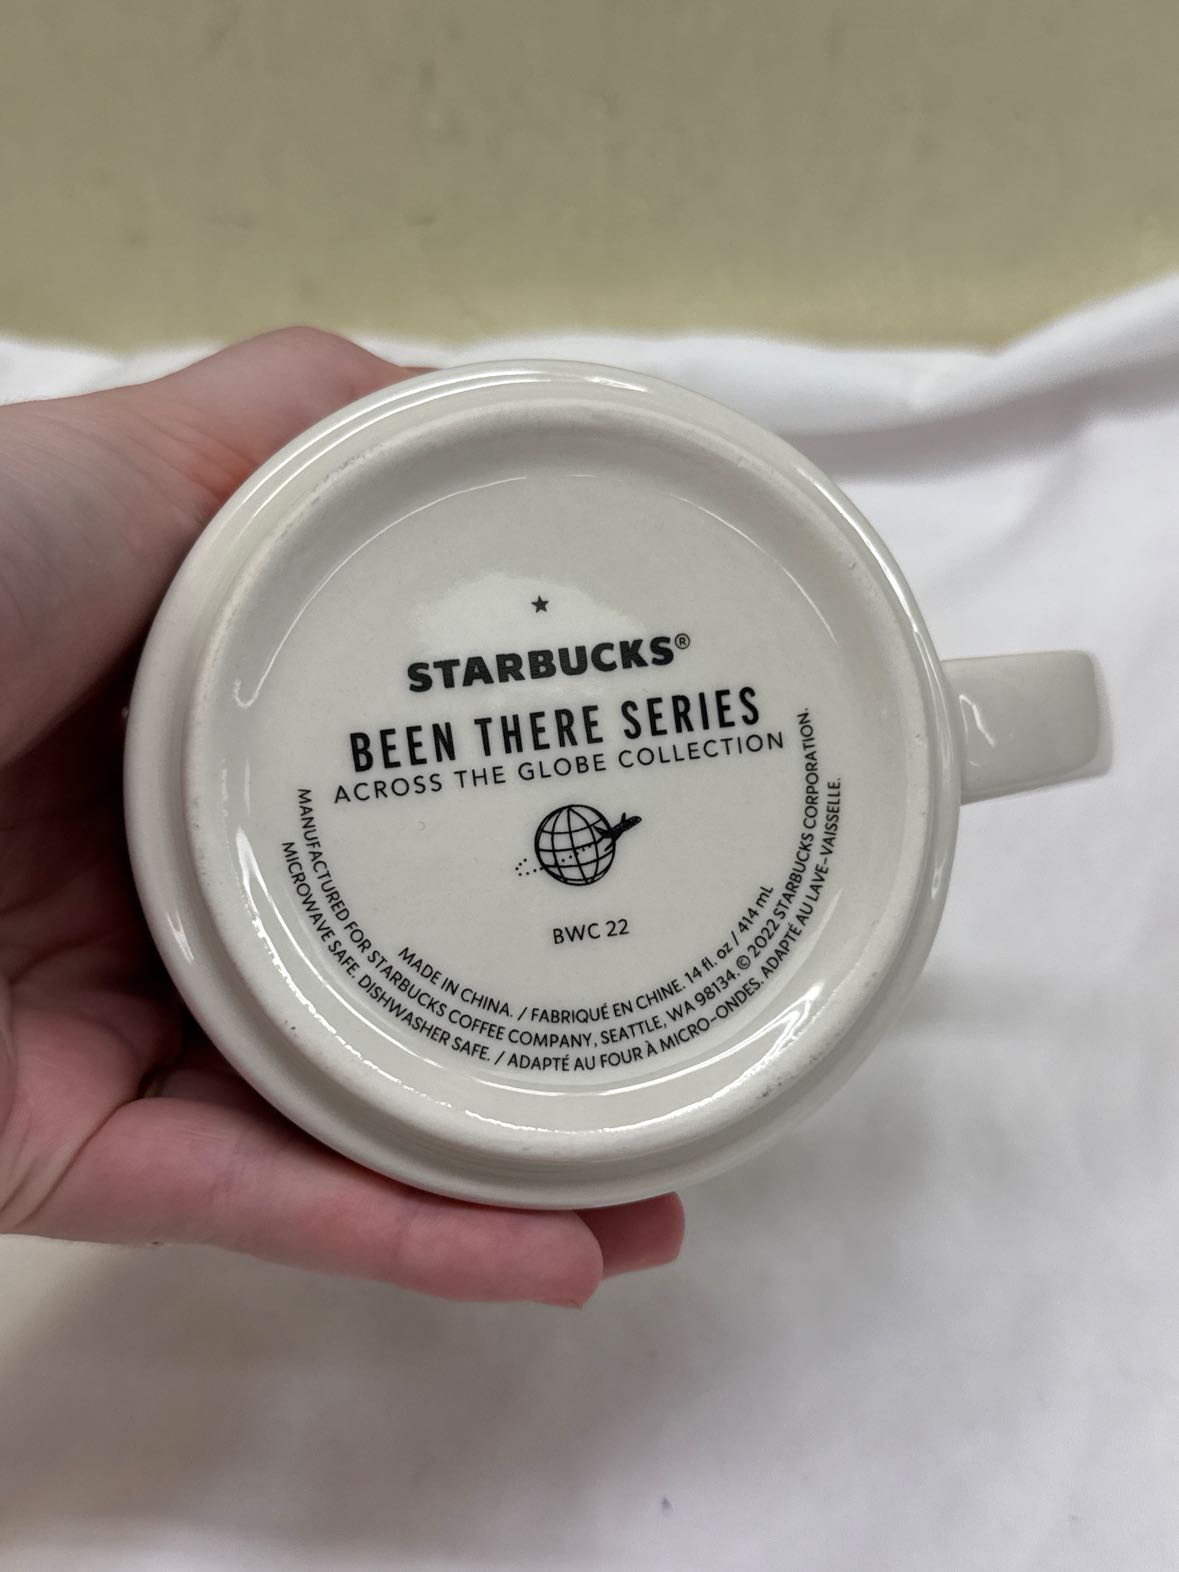 STARBUCKS®
BEEN THERE SERIES
ACROSS THE GLOBE COLLECTION
BWC 22
MADE IN CHINA. / FABRIQUÉ EN CHINE. 14 fl. oz / 414 mL
MANUFACTURED FOR STARBUCKS COFFEE COMPANY, SEATTLE, WA 98134. © 2022 STARBUCKS CORPORATION.
MICROWAVE SAFE. DISHWASHER SAFE. / ADAPTÉ AU FOUR À MICRO-ONDES. ADAPTÉ AU LAVE-VAISSELLE.